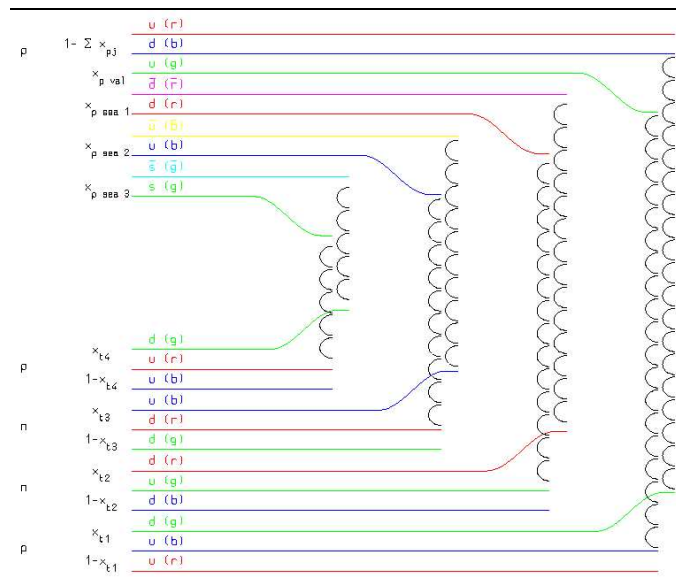 u (r)
p 1- Σ x_pj d (b)
x_p val u (g)
d̄ (r̄)
x_p sea 1 d (r)
ū (b̄)
x_p sea 2 u (b)
s̄ (ḡ)
x_p sea 3 s (g)
x_t4 d (g)
p u (r)
1-x_t4 u (b)
x_t3 u (b)
n d (r)
1-x_t3 d (g)
x_t2 d (r)
n u (g)
1-x_t2 d (b)
x_t1 d (g)
p u (b)
1-x_t1 u (r)